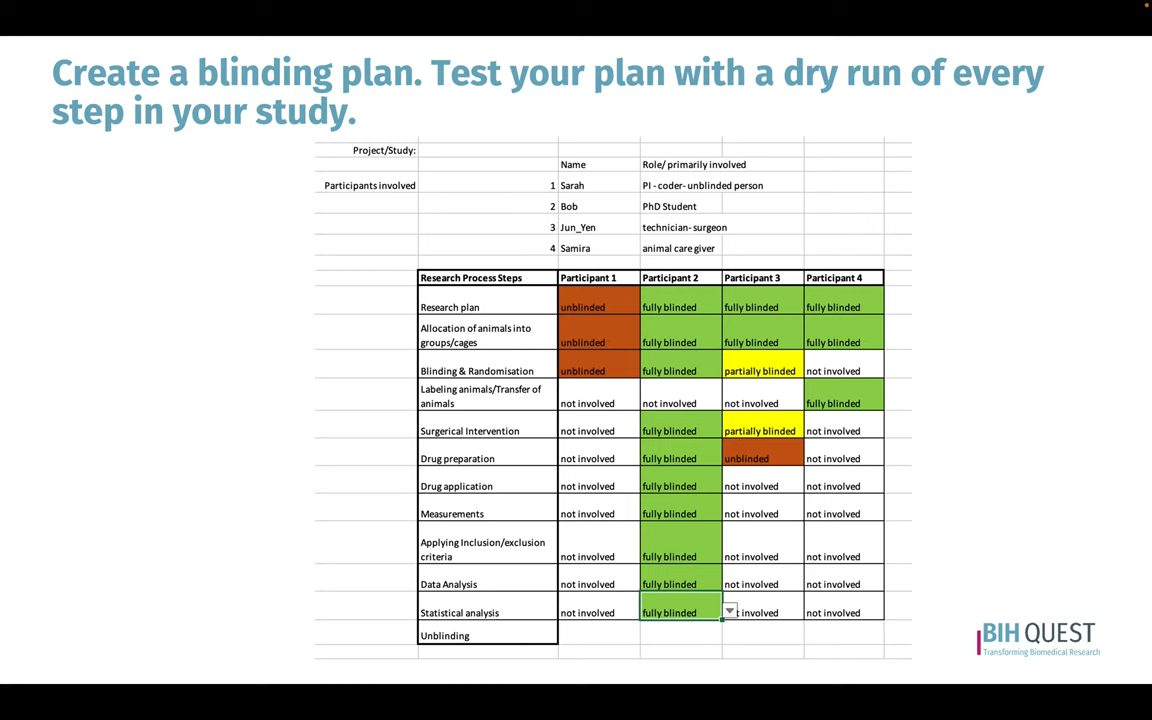 Create a blinding plan. Test your plan with a dry run of every
step in your study.
Project/Study:
Name Role/ primarily involved
Participants involved 1 Sarah PI - coder- unblinded person
2 Bob PhD Student
3 Jun_Yen technician- surgeon
4 Samira animal care giver
Research Process Steps Participant 1 Participant 2 Participant 3 Participant 4
Research plan unblinded fully blinded fully blinded fully blinded
Allocation of animals into
groups/cages unblinded fully blinded fully blinded fully blinded
Blinding & Randomisation unblinded fully blinded partially blinded not involved
Labeling animals/Transfer of
animals not involved not involved not involved fully blinded
Surgerical Intervention not involved fully blinded partially blinded not involved
Drug preparation not involved fully blinded unblinded not involved
Drug application not involved fully blinded not involved not involved
Measurements not involved fully blinded not involved not involved
Applying Inclusion/exclusion
criteria not involved fully blinded not involved not involved
Data Analysis not involved fully blinded not involved not involved
Statistical analysis not involved fully blinded involved not involved
Unblinding
BIH QUEST
Transforming Biomedical Research